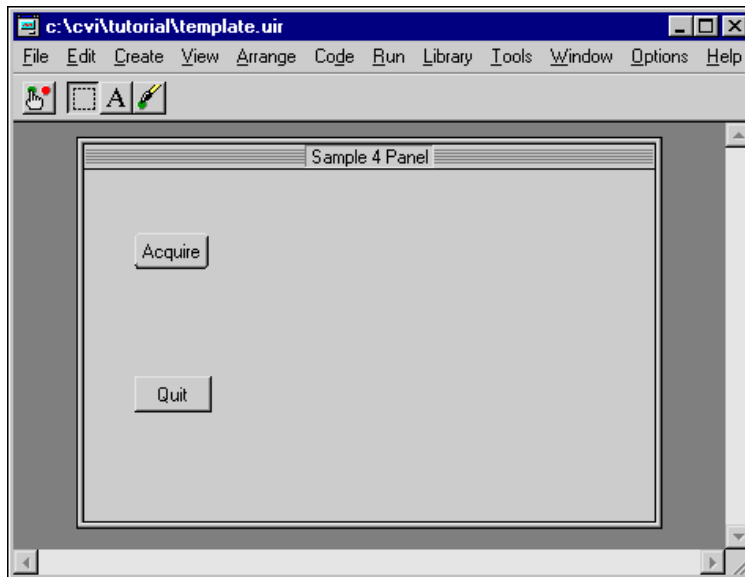 c:\cvi\tutorial\template.uir
File Edit Create View Arrange Code Run Library Tools Window Options Help
A
Sample 4 Panel
Acquire
Quit